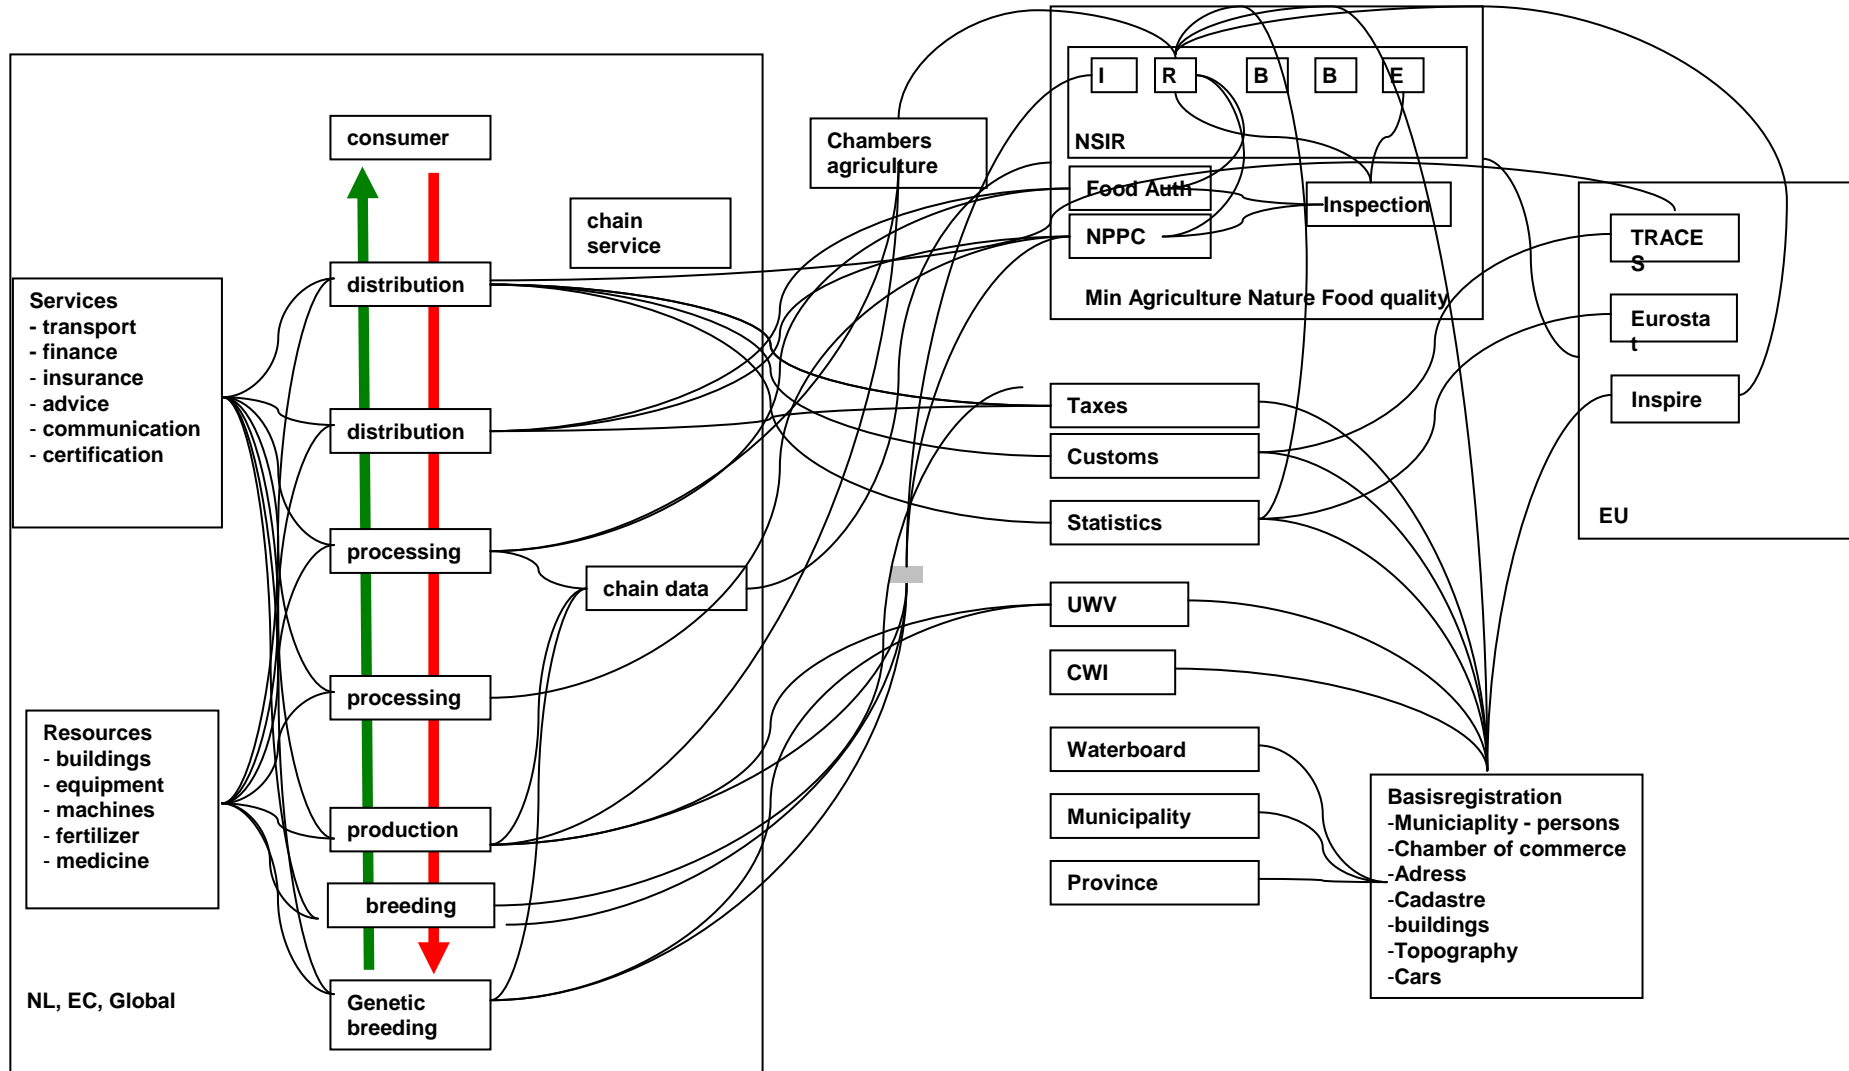 consumer
chain
service
distribution
Services
- transport
- finance
- insurance
- advice
- communication
- certification
distribution
processing
chain data
processing
Resources
- buildings
- equipment
- machines
- fertilizer
- medicine
production
breeding
Genetic
breeding
NL, EC, Global
Chambers
agriculture
I
R
B
B
E
NSIR
Food Auth
Inspection
NPPC
Min Agriculture Nature Food quality
TRACE
S
Eurosta
t
Inspire
EU
Taxes
Customs
Statistics
UWV
CWI
Waterboard
Municipality
Province
Basisregistration
-Municiaplity - persons
-Chamber of commerce
-Adress
-Cadastre
-buildings
-Topography
-Cars